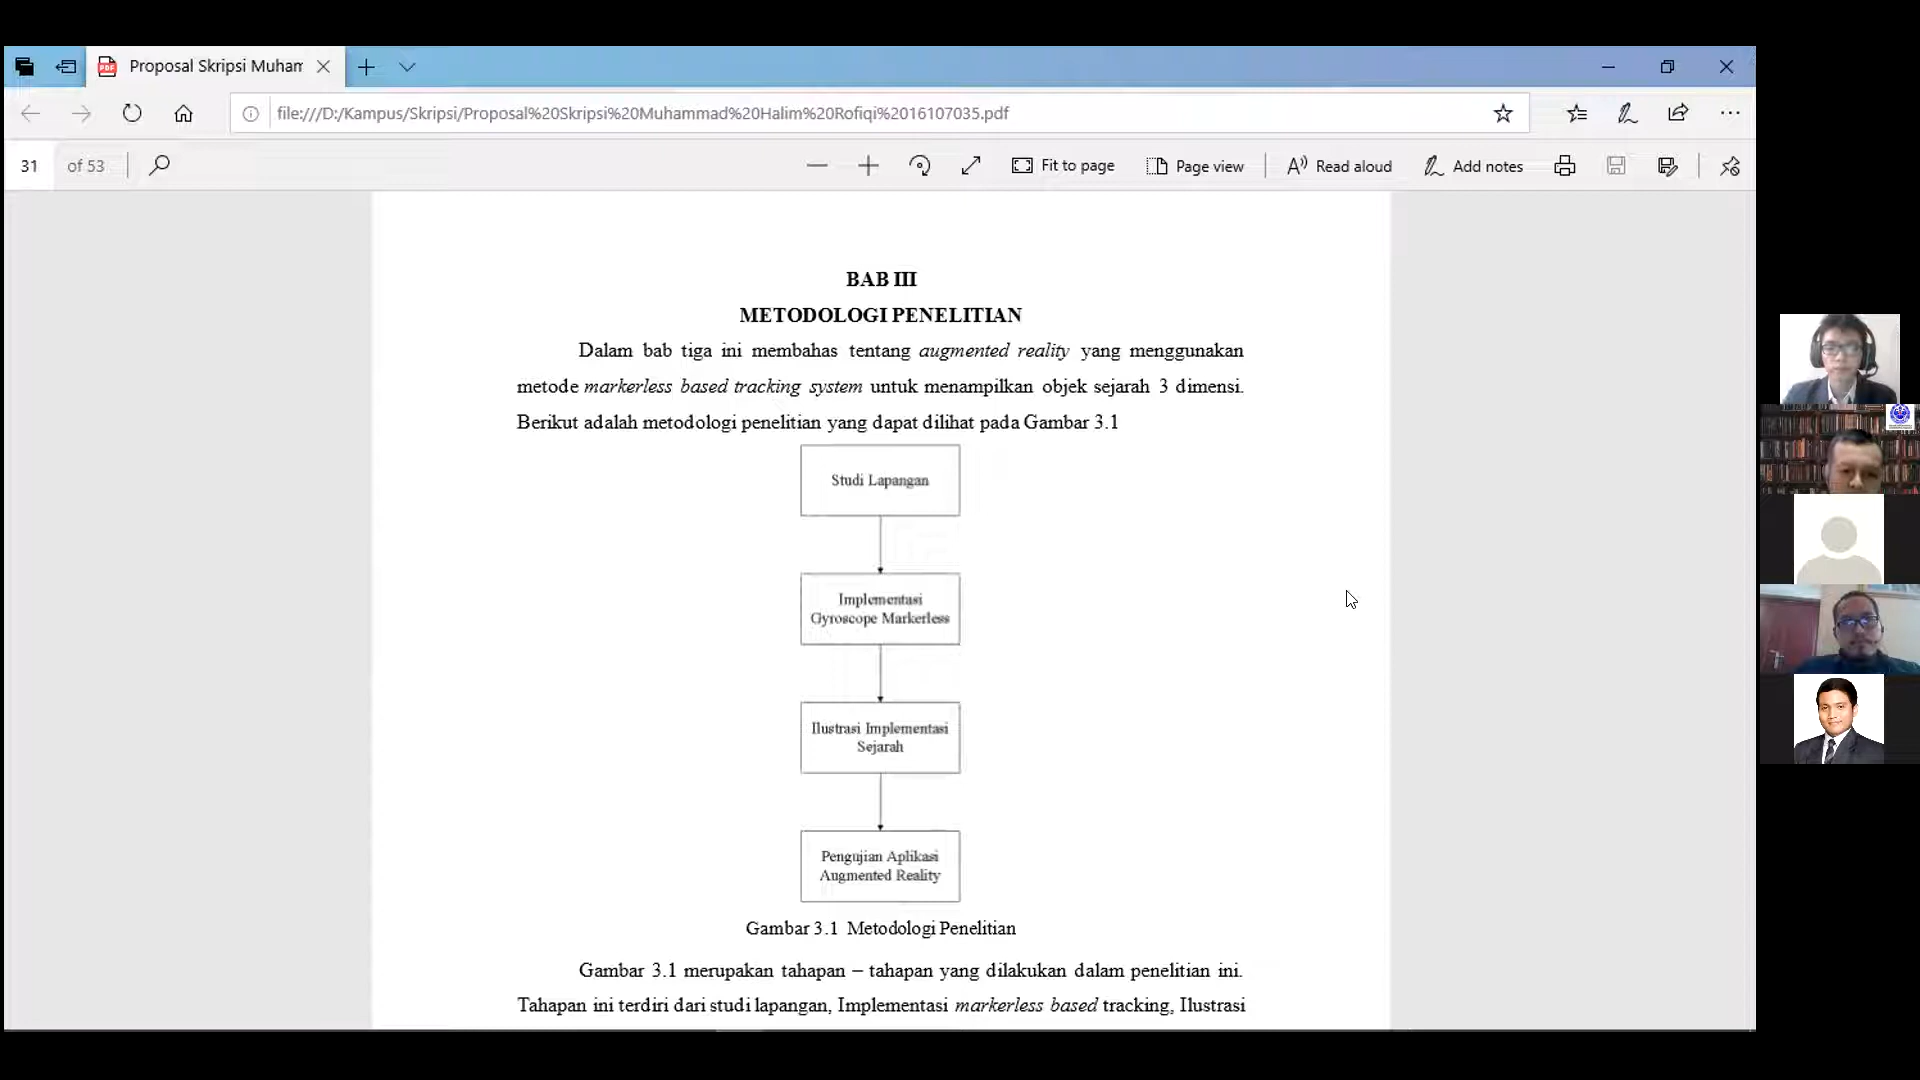 Proposal Skripsi Muham
file:///D:/Kampus/Skripsi/Proposal%20Skripsi%20Muhammad%20Halim%20Rofiqi%2016107035.pdf
31 of 53
Fit to page
Page view
Read aloud
Add notes
BAB III
METODOLOGI PENELITIAN
Dalam bab tiga ini membahas tentang augmented reality yang menggunakan
metode markerless based tracking system untuk menampilkan objek sejarah 3 dimensi.
Berikut adalah metodologi penelitian yang dapat dilihat pada Gambar 3.1
Studi Lapangan
Implementasi
Gyroscope Markerless
Ilustrasi Implementasi
Sejarah
Pengujian Aplikasi
Augmented Reality
Gambar 3.1 Metodologi Penelitian
Gambar 3.1 merupakan tahapan – tahapan yang dilakukan dalam penelitian ini.
Tahapan ini terdiri dari studi lapangan, Implementasi markerless based tracking, Ilustrasi